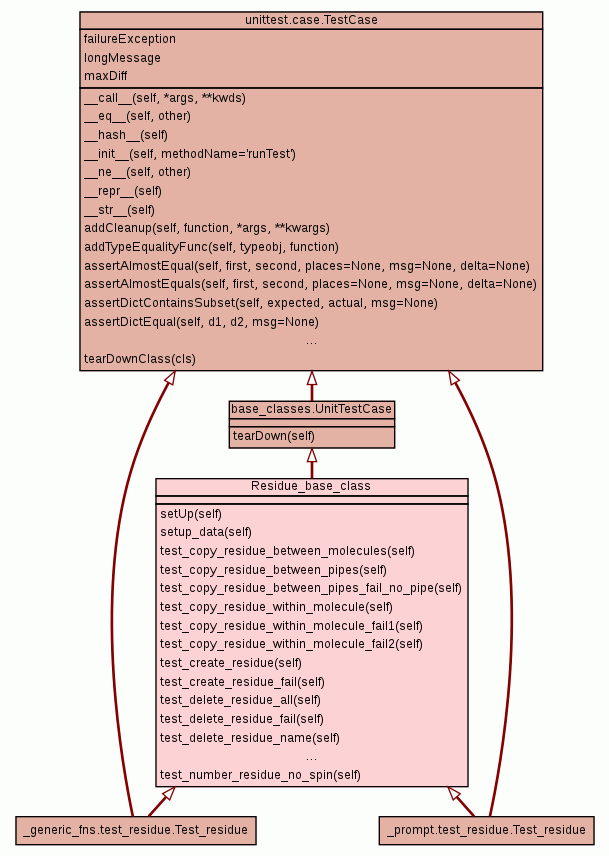 unittest.case.TestCase
failureException
longMessage
maxDiff
__call__(self, *args, **kwds)
__eq__(self, other)
__hash__(self)
__init__(self, methodName='runTest')
__ne__(self, other)
__repr__(self)
__str__(self)
addCleanup(self, function, *args, **kwargs)
addTypeEqualityFunc(self, typeobj, function)
assertAlmostEqual(self, first, second, places=None, msg=None, delta=None)
assertAlmostEquals(self, first, second, places=None, msg=None, delta=None)
assertDictContainsSubset(self, expected, actual, msg=None)
assertDictEqual(self, d1, d2, msg=None)
...
tearDownClass(cls)
base_classes.UnitTestCase
tearDown(self)
Residue_base_class
setUp(self)
setup_data(self)
test_copy_residue_between_molecules(self)
test_copy_residue_between_pipes(self)
test_copy_residue_between_pipes_fail_no_pipe(self)
test_copy_residue_within_molecule(self)
test_copy_residue_within_molecule_fail1(self)
test_copy_residue_within_molecule_fail2(self)
test_create_residue(self)
test_create_residue_fail(self)
test_delete_residue_all(self)
test_delete_residue_fail(self)
test_delete_residue_name(self)
...
test_number_residue_no_spin(self)
_generic_fns.test_residue.Test_residue
_prompt.test_residue.Test_residue